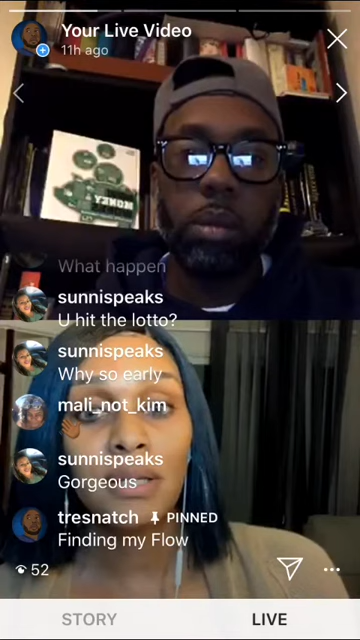 Your Live Video
11h ago
What happen
sunnispeaks
U hit the lotto?
sunnispeaks
Why so early
mali_not_kim
sunnispeaks
Gorgeous
tresnatch PINNED
Finding my Flow
52
STORY LIVE
MONEY